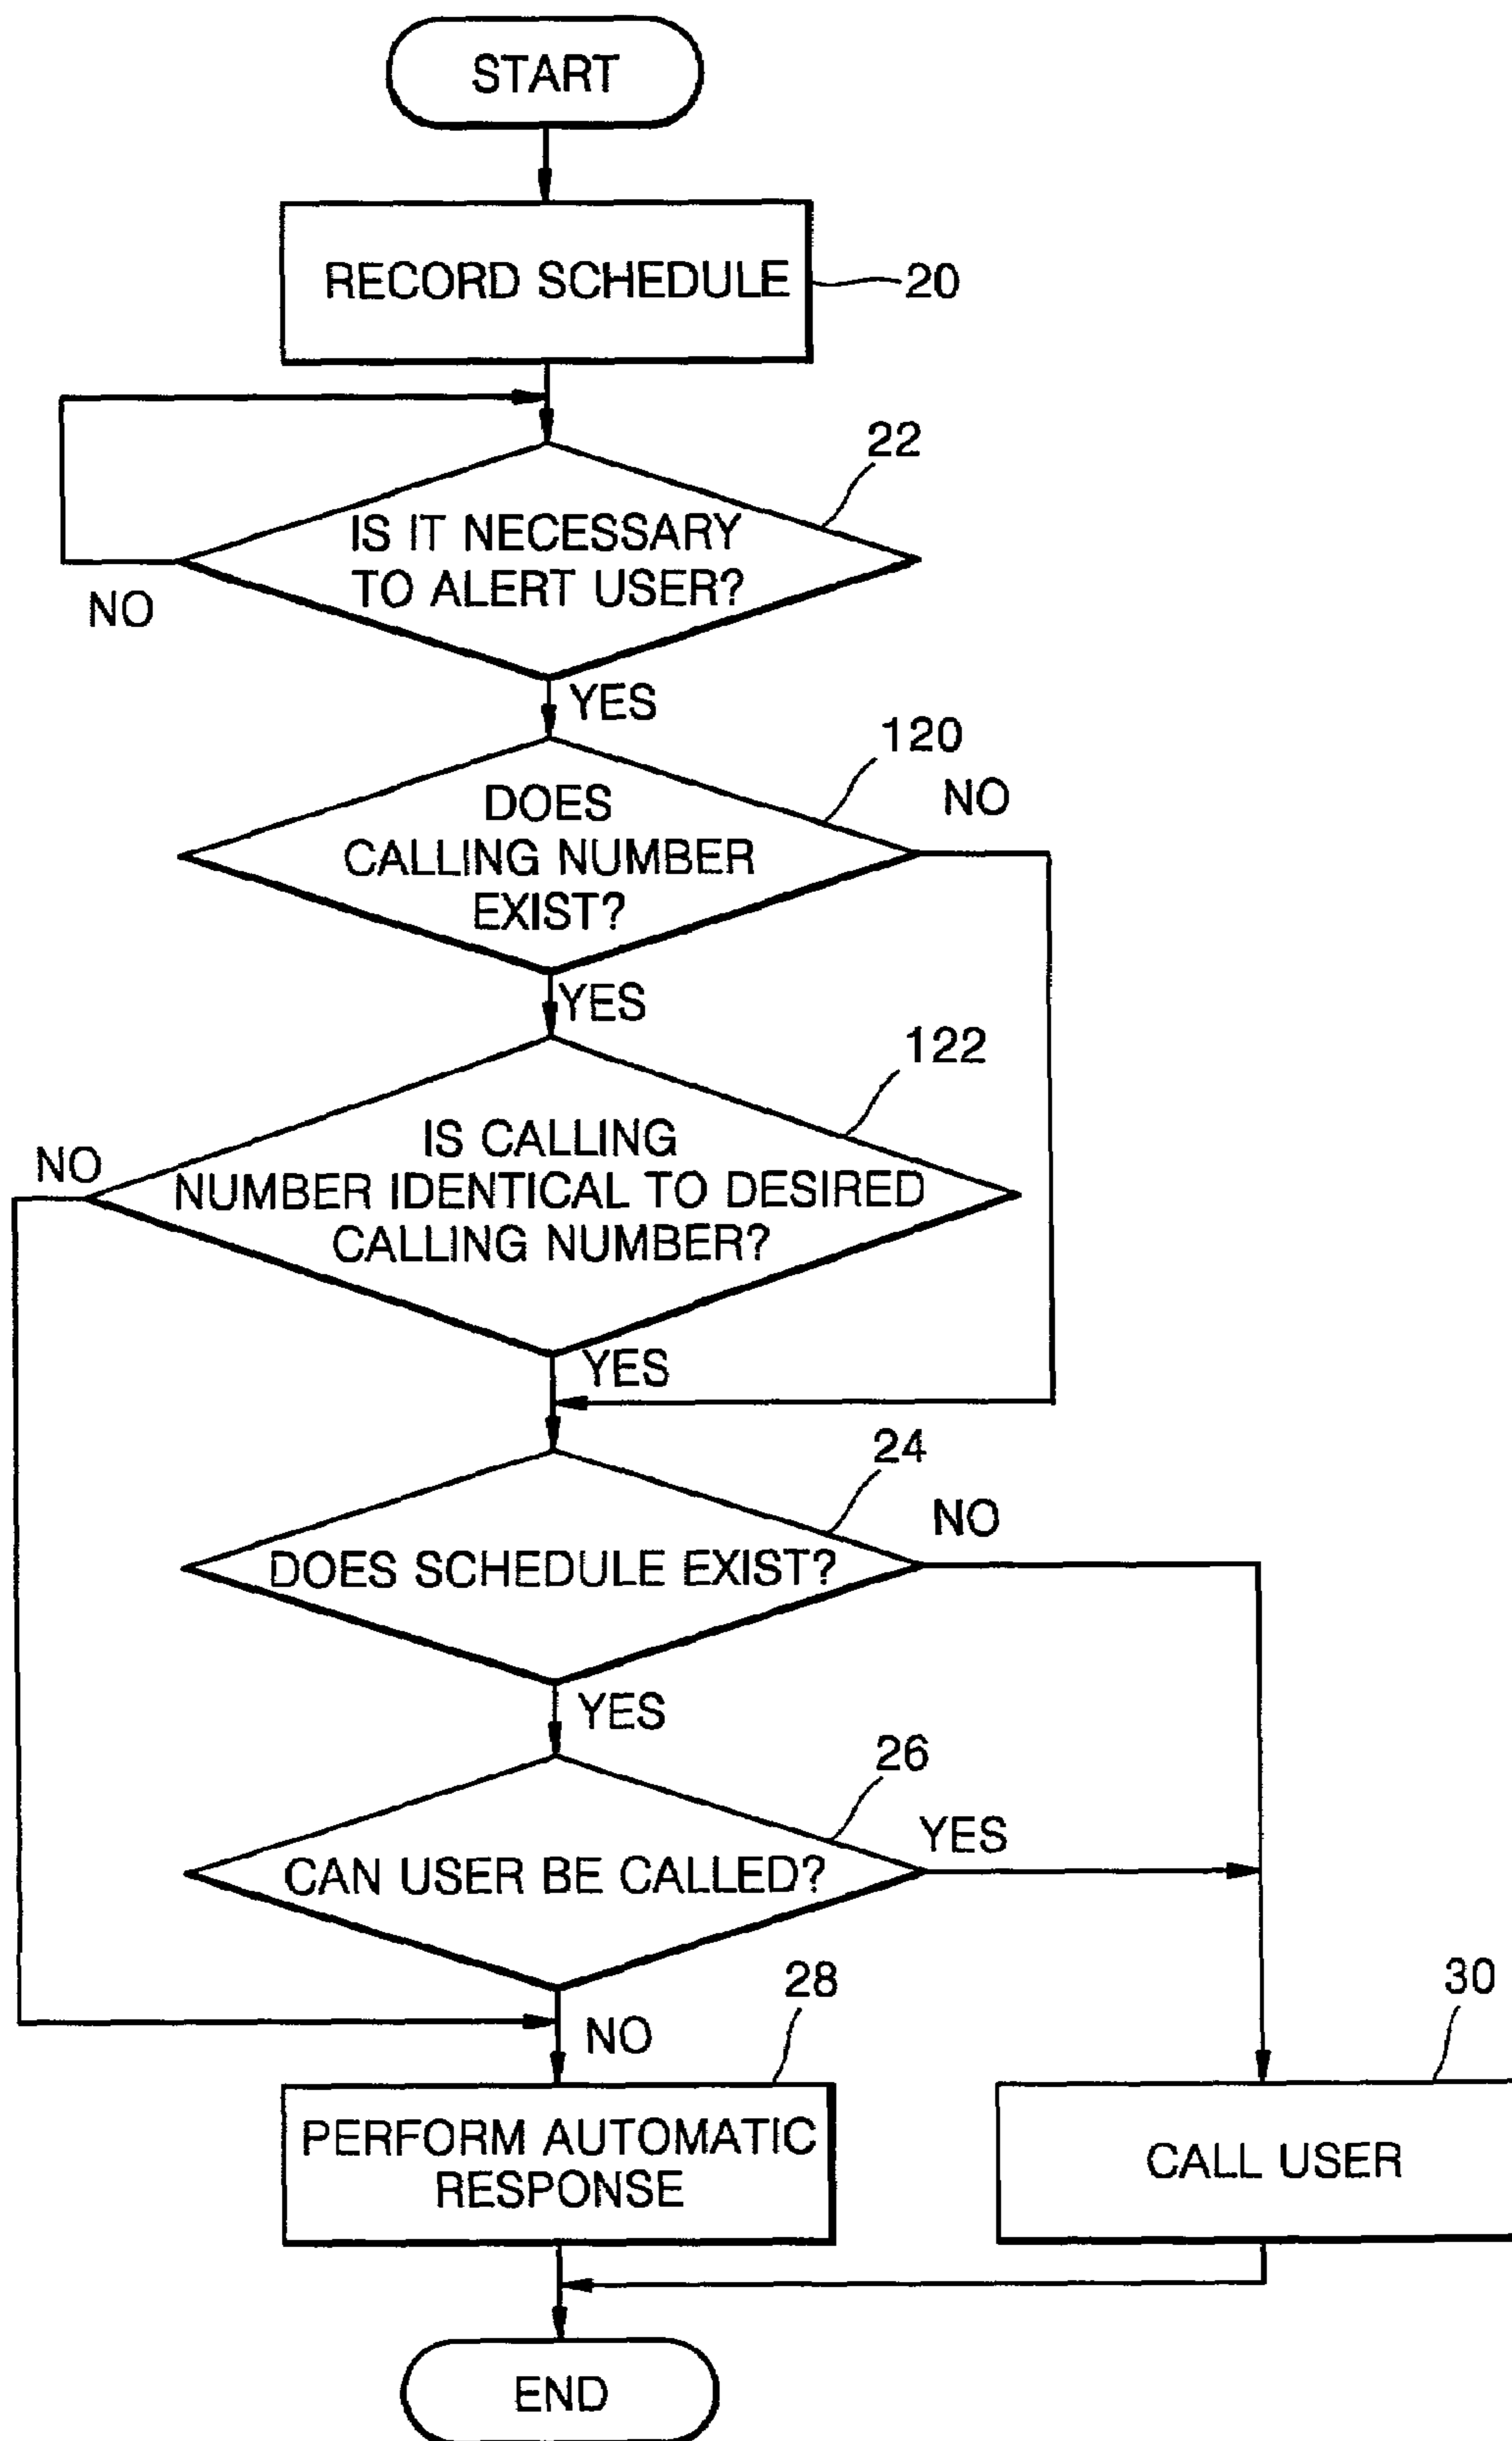 START
RECORD SCHEDULE
20
22
IS IT NECESSARY
TO ALERT USER?
NO
YES
120
NO
DOES
CALLING NUMBER
EXIST?
YES
122
NO
IS CALLING
NUMBER IDENTICAL TO DESIRED
CALLING NUMBER?
YES
24
NO
DOES SCHEDULE EXIST?
YES
26
YES
CAN USER BE CALLED?
NO
28
30
PERFORM AUTOMATIC
RESPONSE
CALL USER
END